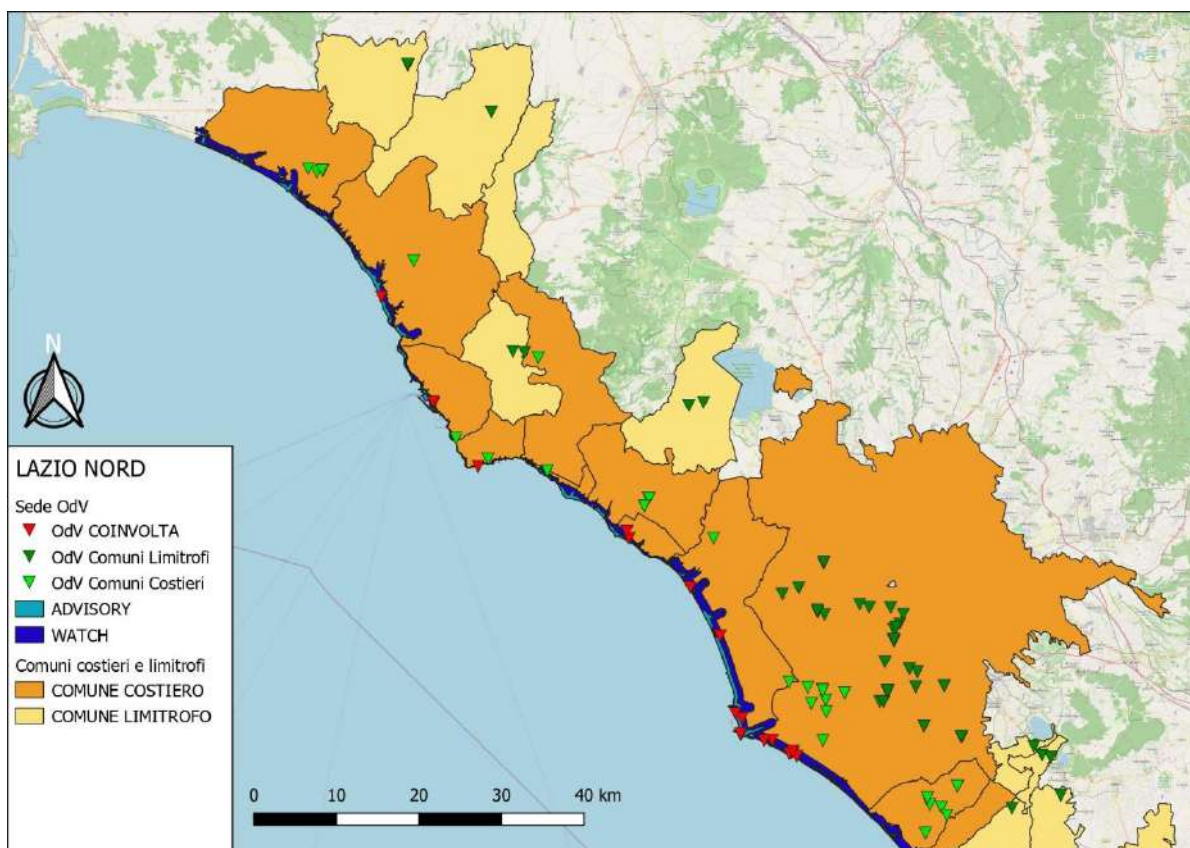 N
LAZIO NORD
Sede OdV
OdV COINVOLTA
OdV Comuni Limitrofi
OdV Comuni Costieri
ADVISORY
WATCH
Comuni costieri e limitrofi
COMUNE COSTIERO
COMUNE LIMITROFO
0 10 20 30 40 km